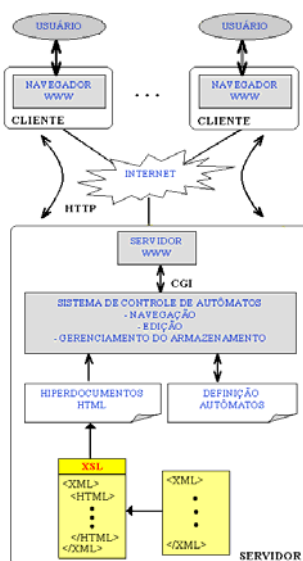 USUÁRIO
USUÁRIO
NAVEGADOR
WWW
NAVEGADOR
WWW
. . .
CLIENTE
CLIENTE
INTERNET
HTTP
SERVIDOR
WWW
CGI
SISTEMA DE CONTROLE DE AUTÔMATOS
- NAVEGAÇÃO
- EDIÇÃO
- GERENCIAMENTO DO ARMAZENAMENTO
HIPERDOCUMENTOS
HTML
DEFINIÇÃO
AUTÔMATOS
XSL
<XML>
<HTML>
</HTML>
</XML>
<XML>
</XML>
SERVIDOR